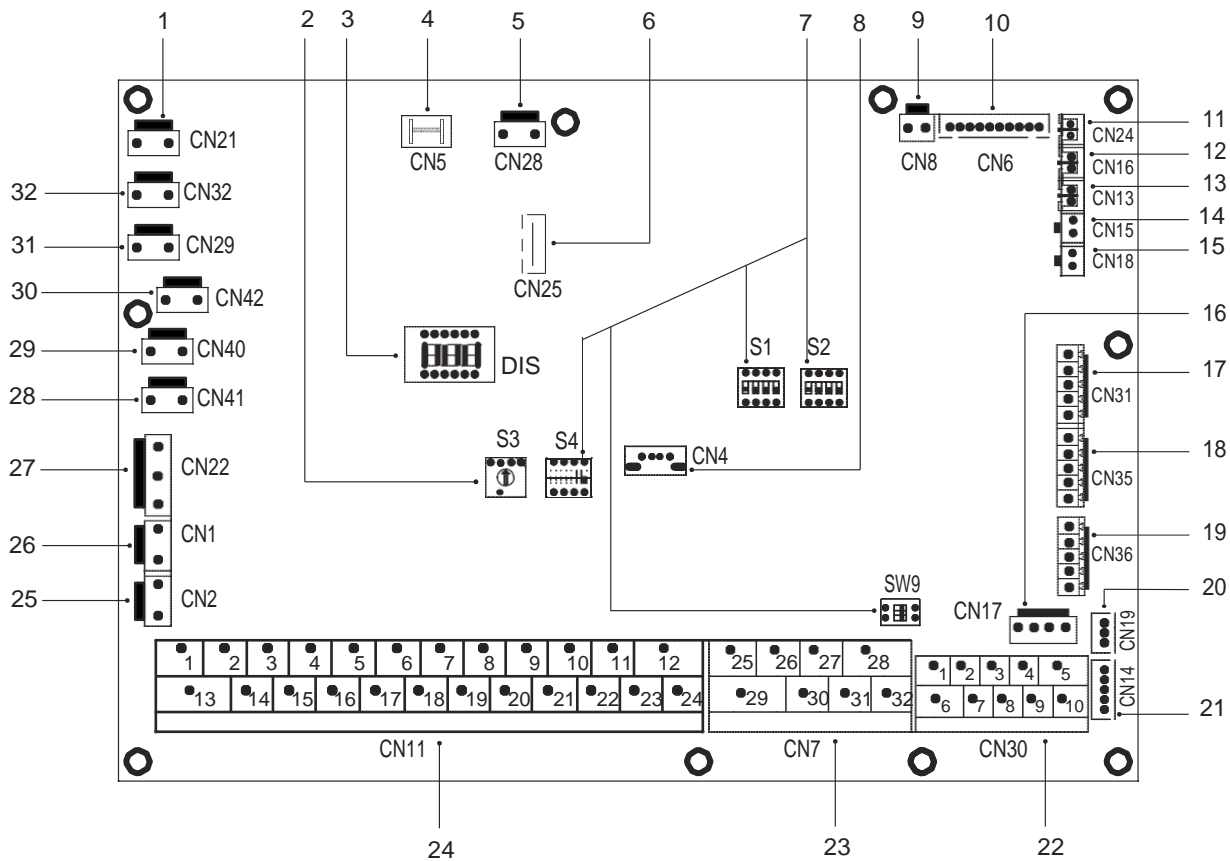 1 2 3 4 5 6 7 8 9 10
11
CN21 CN5 CN28 CN8 CN6 CN24
12
CN16
32 CN32 13
CN13
14
31 CN29 CN15
15
CN18
CN25
30 CN42
16
29 CN40 DIS S1 S2
17
CN31
28 CN41
S3 S4 CN4
18
27 CN22 CN35
2
CN1
19
26 CN36
SW9
20
25 CN2 CN17 CN19
1 2 3 4 5 6 7 8 9 10 11 12
25 26 27 28
1 2 3 4 5
CN14
13 14 15 16 17 18 19 20 21 22 23 24
29 30 31 32
6 7 8 9 10
21
CN11 CN7 CN30
24 23 22